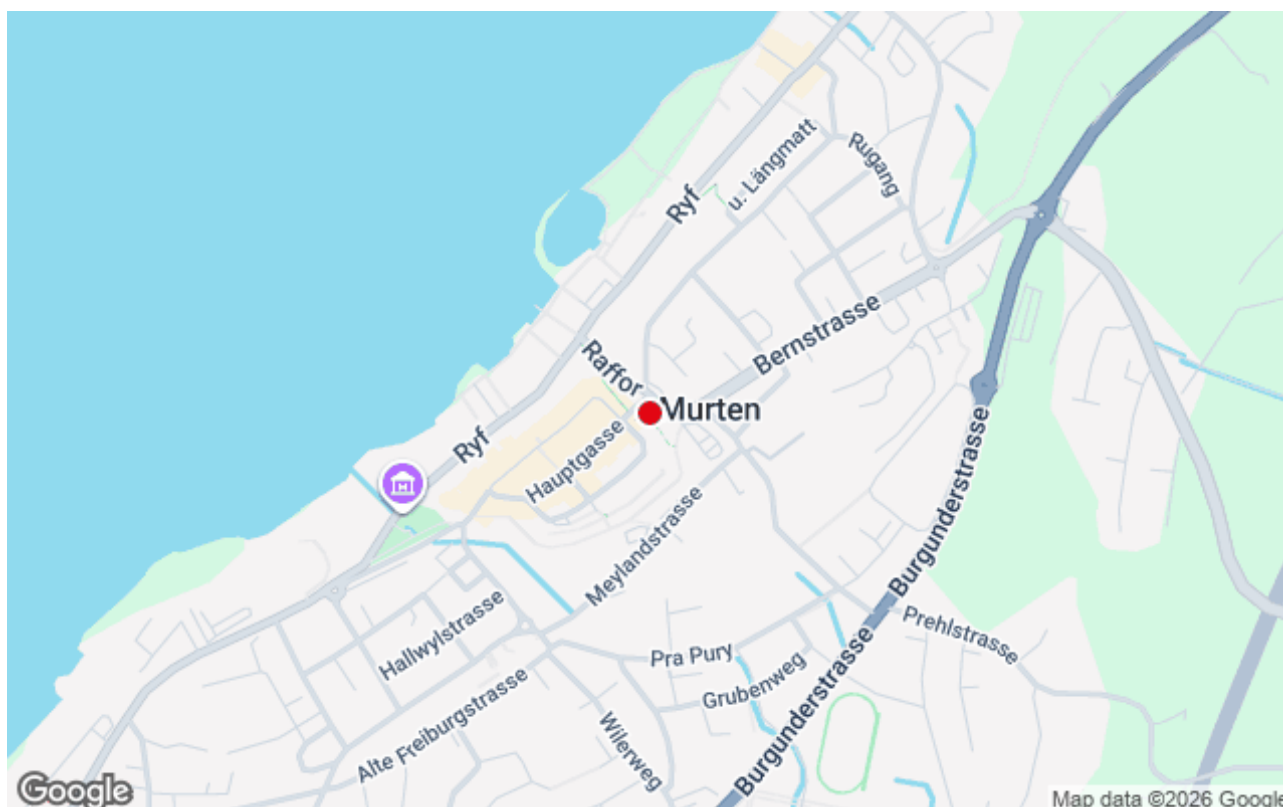 u. Längmatt
Rugang
Ryf
Bernstrasse
Raffor
Murten
Ryf
Hauptgasse
Burgunderstrasse
Meylandstrasse
Hallwylstrasse
Prehlstrasse
Pra Pury
Grubenweg
Burgunderstrasse
Alte Freiburgstrasse
Wilerweg
Google
Map data ©2026 Google